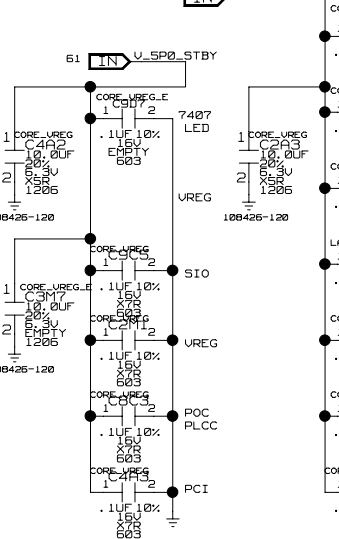 IN
61 IN V_5P0_STBY
CORE_VREG_E
C9D7
1 2
.1UF 10%
16V
EMPTY
603
7407
LED
VREG
1 CORE_VREG
C4A2
10.0UF
20%
6.3V
2 X5R
1206
08426-120
1 CORE_VREG
C2A3
10.0UF
20%
6.3V
2 X5R
1206
108426-120
CORE_VREG
C9C5
1 2
.1UF 10%
16V
X7R
603
SIO
1 CORE_VREG_E
C3M7
10.0UF
20%
6.3V
2 EMPTY
1206
08426-120
CORE_VREG
C2M1
1 2
.1UF 10%
16V
X7R
603
VREG
CORE_VREG
C8C3
1 2
.1UF 10%
16V
X7R
603
POC
PLCC
CORE_VREG
C4A3
1 2
.1UF 10%
16V
X7R
603
PCI